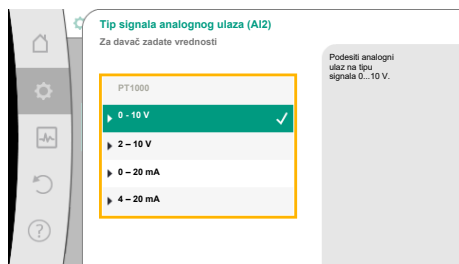 Tip signala analognog ulaza (AI2)
Za davač zadate vrednosti
Podesiti analogni
ulaz na tipu
signala 0...10 V.
PT1000
0 - 10 V
2 – 10 V
0 – 20 mA
4 – 20 mA